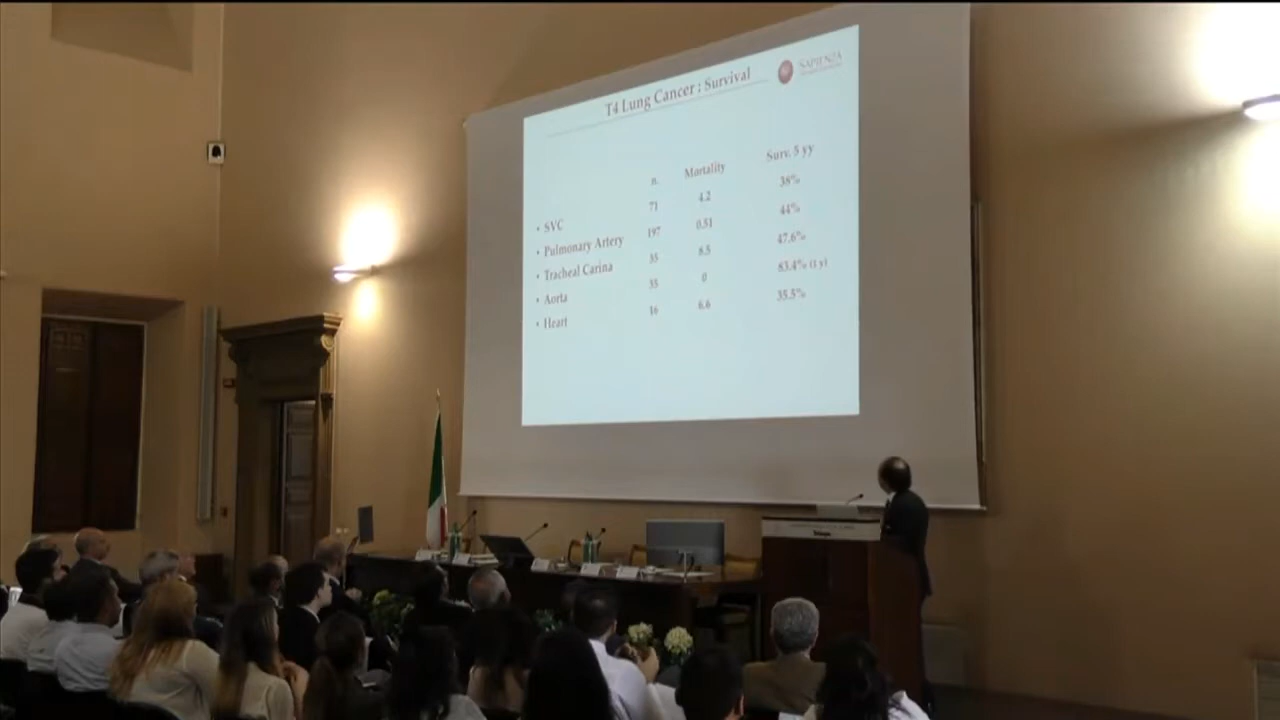 T4 Lung Cancer : Survival
SAPIENZA
n. Mortality Surv. 5 yy
• SVC 71 4.2 38%
• Pulmonary Artery 197 0.51 44%
• Tracheal Carina 35 8.5 47.6%
• Aorta 35 0 63.4% (1 y)
• Heart 16 6.6 35.5%